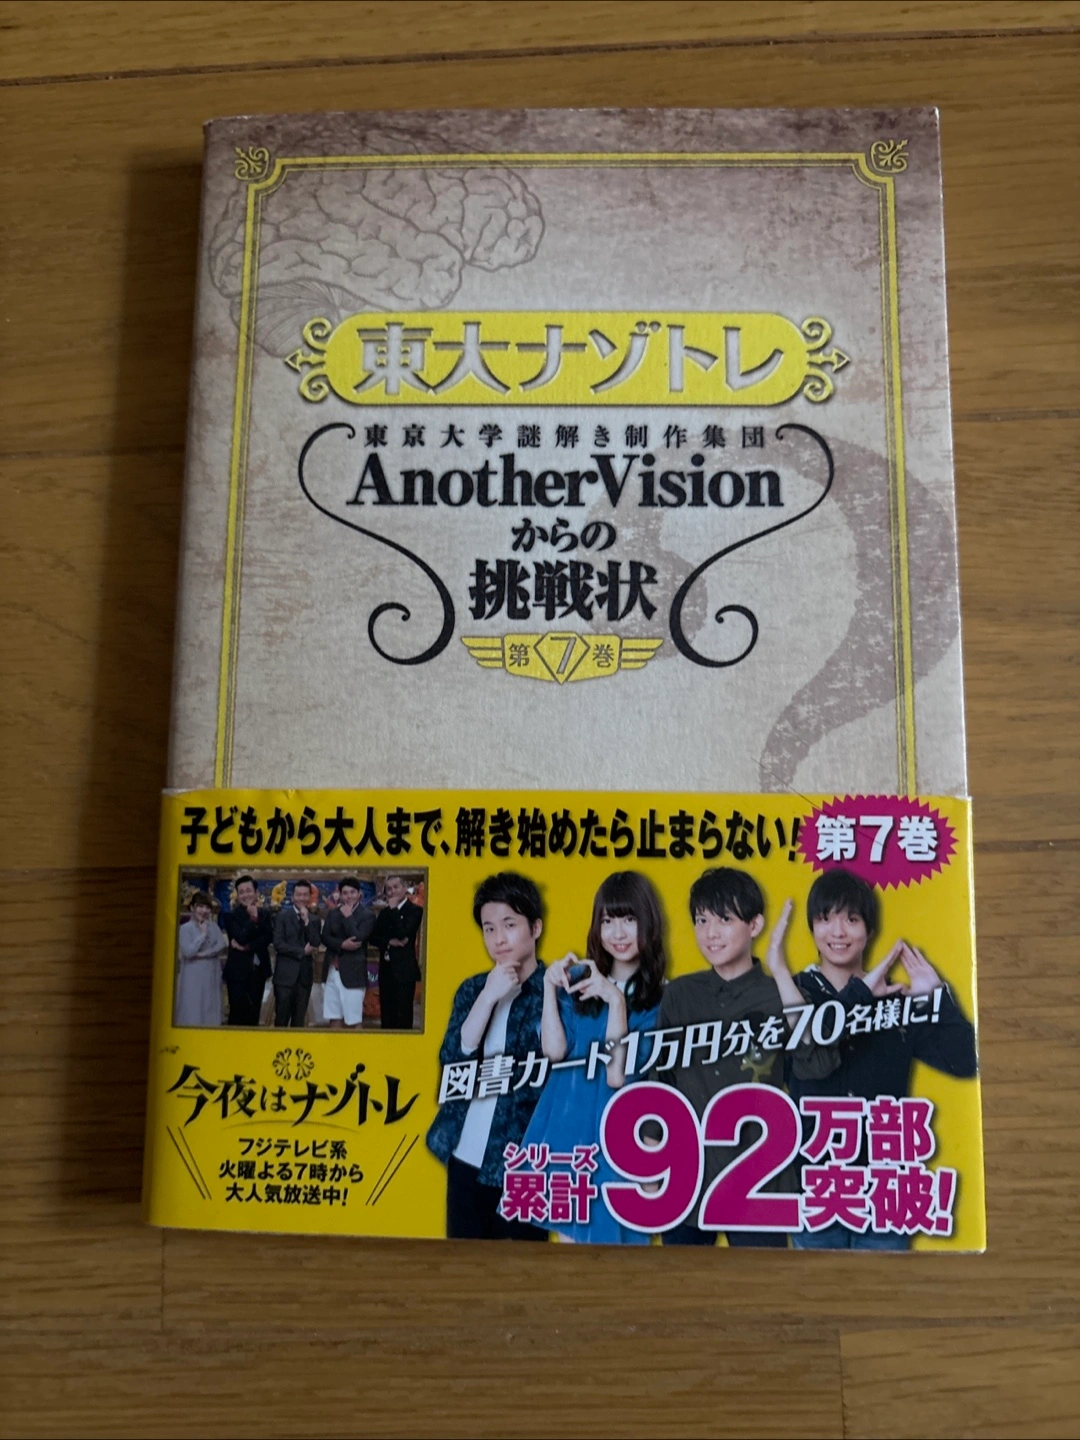 東大ナゾトレ
東京大学謎解き制作集団
AnotherVision
からの
挑戦状
第7巻
子どもから大人まで、解き始めたら止まらない!
第7巻
図書カード1万円分を70名様に!
今夜はナゾトレ
フジテレビ系
火曜よる7時から
大人気放送中!
シリーズ
累計
92万部
突破!